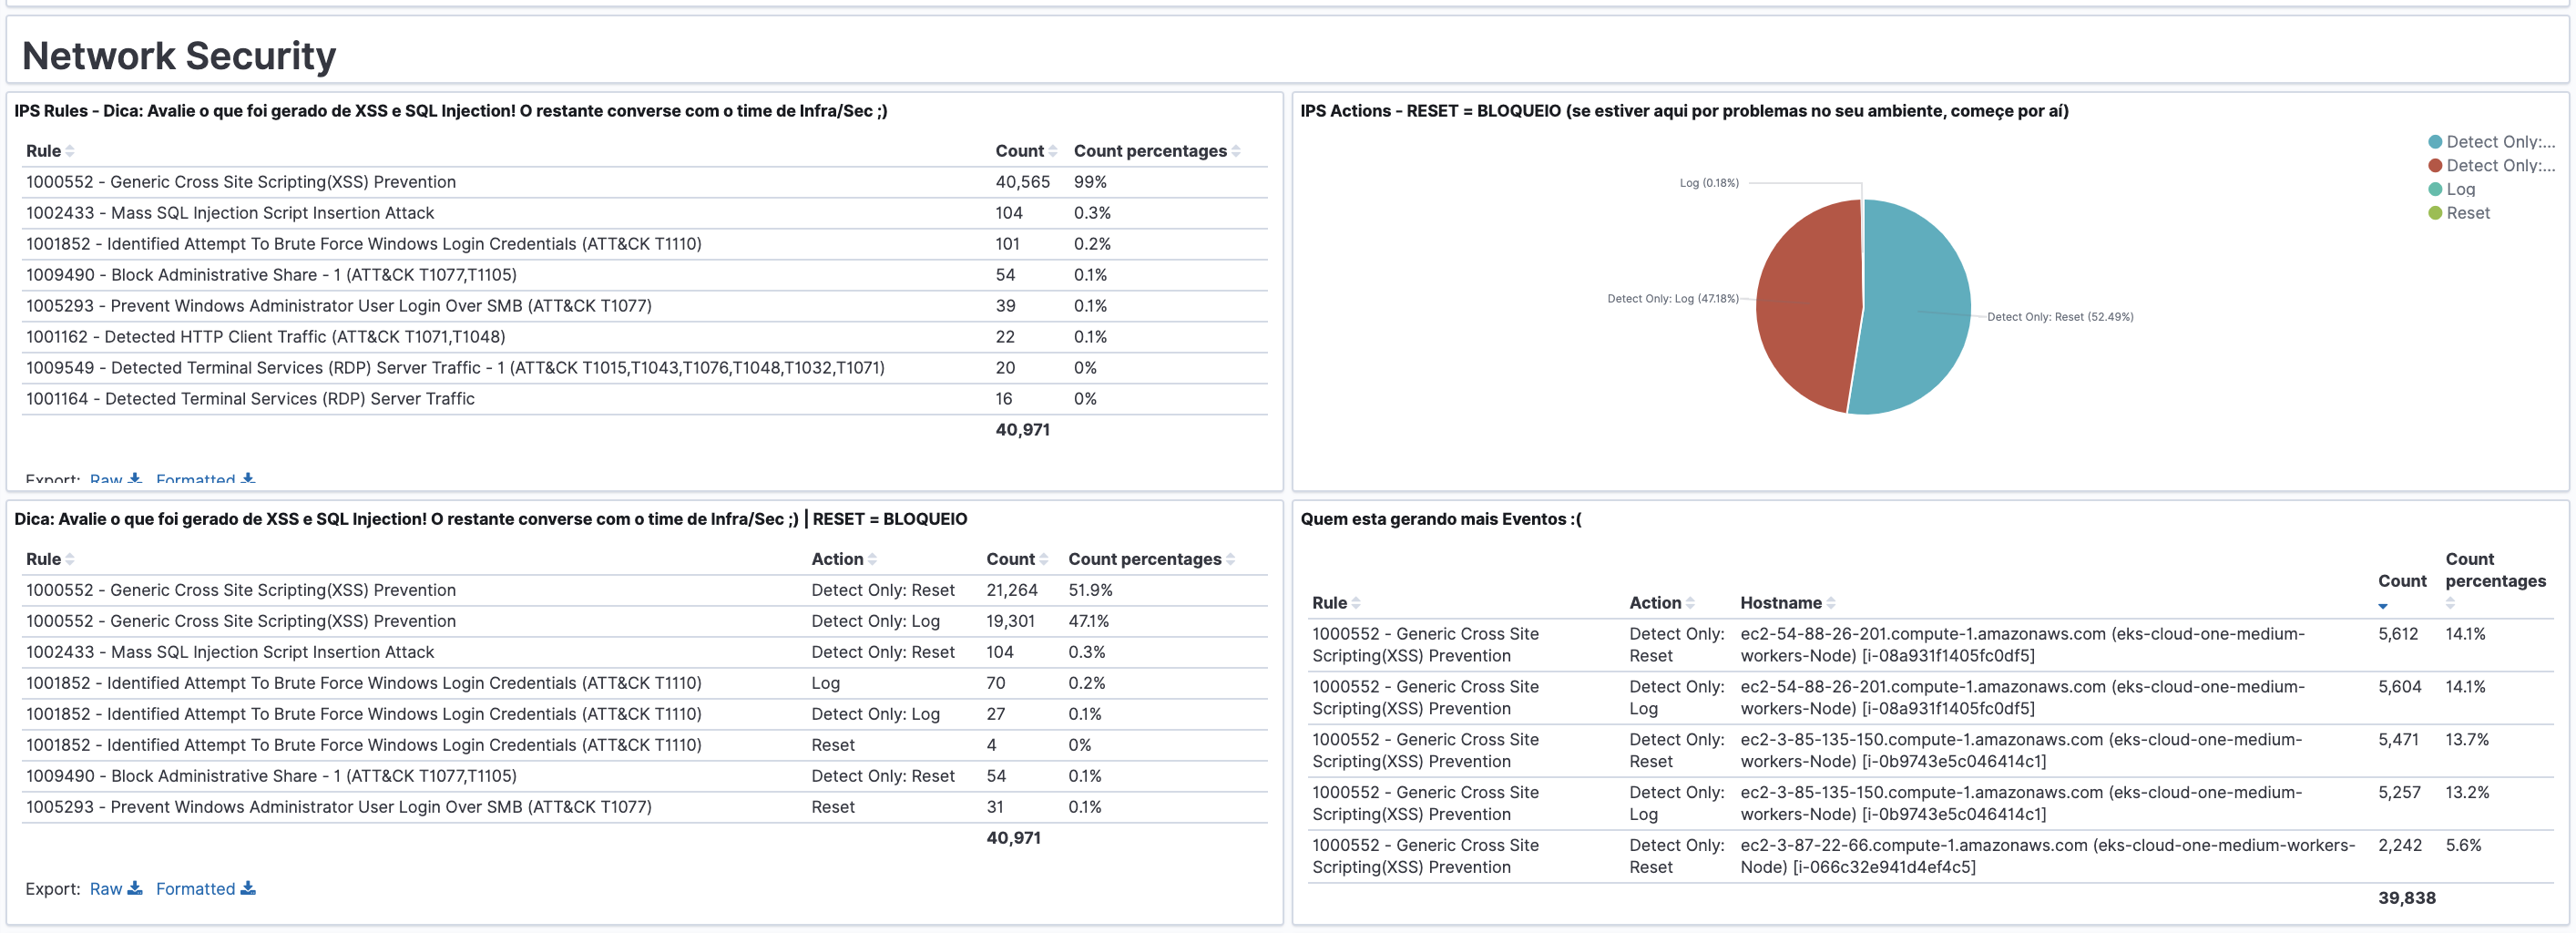 Network Security
IPS Rules - Dica: Avalie o que foi gerado de XSS e SQL Injection! O restante converse com o time de Infra/Sec ;)
Rule Count Count percentages
1000552 - Generic Cross Site Scripting(XSS) Prevention 40,565 99%
1002433 - Mass SQL Injection Script Insertion Attack 104 0.3%
1001852 - Identified Attempt To Brute Force Windows Login Credentials (ATT&CK T1110) 101 0.2%
1009490 - Block Administrative Share - 1 (ATT&CK T1077,T1105) 54 0.1%
1005293 - Prevent Windows Administrator User Login Over SMB (ATT&CK T1077) 39 0.1%
1001162 - Detected HTTP Client Traffic (ATT&CK T1071,T1048) 22 0.1%
1009549 - Detected Terminal Services (RDP) Server Traffic - 1 (ATT&CK T1015,T1043,T1076,T1048,T1032,T1071) 20 0%
1001164 - Detected Terminal Services (RDP) Server Traffic 16 0%
40,971
Export: Raw Formatted
IPS Actions - RESET = BLOQUEIO (se estiver aqui por problemas no seu ambiente, começe por aí)
Detect Only:...
Detect Only:...
Log
Reset
Log (0.18%)
Detect Only: Log (47.18%)
Detect Only: Reset (52.49%)
Dica: Avalie o que foi gerado de XSS e SQL Injection! O restante converse com o time de Infra/Sec ;) | RESET = BLOQUEIO
Rule Action Count Count percentages
1000552 - Generic Cross Site Scripting(XSS) Prevention Detect Only: Reset 21,264 51.9%
1000552 - Generic Cross Site Scripting(XSS) Prevention Detect Only: Log 19,301 47.1%
1002433 - Mass SQL Injection Script Insertion Attack Detect Only: Reset 104 0.3%
1001852 - Identified Attempt To Brute Force Windows Login Credentials (ATT&CK T1110) Log 70 0.2%
1001852 - Identified Attempt To Brute Force Windows Login Credentials (ATT&CK T1110) Detect Only: Log 27 0.1%
1001852 - Identified Attempt To Brute Force Windows Login Credentials (ATT&CK T1110) Reset 4 0%
1009490 - Block Administrative Share - 1 (ATT&CK T1077,T1105) Detect Only: Reset 54 0.1%
1005293 - Prevent Windows Administrator User Login Over SMB (ATT&CK T1077) Reset 31 0.1%
40,971
Export: Raw Formatted
Quem esta gerando mais Eventos :(
Count
Count percentages
Rule Action Hostname
1000552 - Generic Cross Site Detect Only: ec2-54-88-26-201.compute-1.amazonaws.com (eks-cloud-one-medium- 5,612 14.1%
Scripting(XSS) Prevention Reset workers-Node) [i-08a931f1405fc0df5]
1000552 - Generic Cross Site Detect Only: ec2-54-88-26-201.compute-1.amazonaws.com (eks-cloud-one-medium- 5,604 14.1%
Scripting(XSS) Prevention Log workers-Node) [i-08a931f1405fc0df5]
1000552 - Generic Cross Site Detect Only: ec2-3-85-135-150.compute-1.amazonaws.com (eks-cloud-one-medium- 5,471 13.7%
Scripting(XSS) Prevention Reset workers-Node) [i-0b9743e5c046414c1]
1000552 - Generic Cross Site Detect Only: ec2-3-85-135-150.compute-1.amazonaws.com (eks-cloud-one-medium- 5,257 13.2%
Scripting(XSS) Prevention Log workers-Node) [i-0b9743e5c046414c1]
1000552 - Generic Cross Site Detect Only: ec2-3-87-22-66.compute-1.amazonaws.com (eks-cloud-one-medium-workers- 2,242 5.6%
Scripting(XSS) Prevention Reset Node) [i-066c32e941d4ef4c5]
39,838